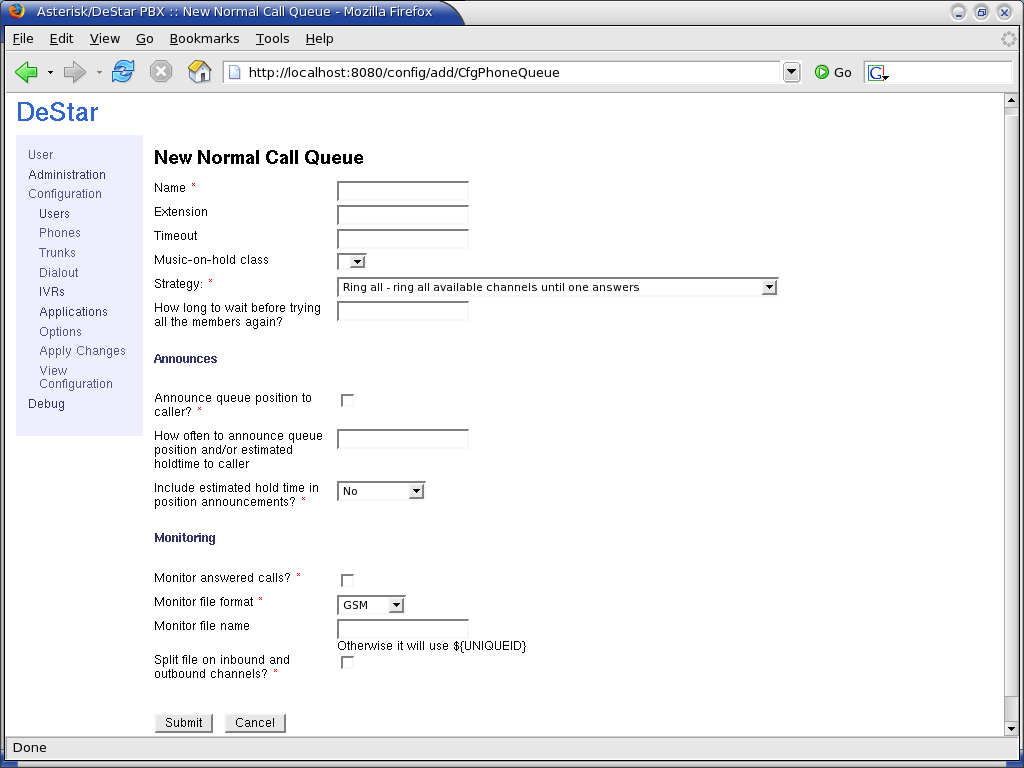 Asterisk/DeStar PBX :: New Normal Call Queue - Mozilla Firefox
File Edit View Go Bookmarks Tools Help
http://localhost:8080/config/add/CfgPhoneQueue Go G
DeStar
User
Administration
Configuration
Users
Phones
Trunks
Dialout
IVRs
Applications
Options
Apply Changes
View
Configuration
Debug
New Normal Call Queue
Name *
Extension
Timeout
Music-on-hold class
Strategy: * Ring all - ring all available channels until one answers
How long to wait before trying
all the members again?
Announces
Announce queue position to
caller? *
How often to announce queue
position and/or estimated
holdtime to caller
Include estimated hold time in No
position announcements? *
Monitoring
Monitor answered calls? *
Monitor file format * GSM
Monitor file name
Otherwise it will use ${UNIQUEID}
Split file on inbound and
outbound channels? *
Submit Cancel
Done